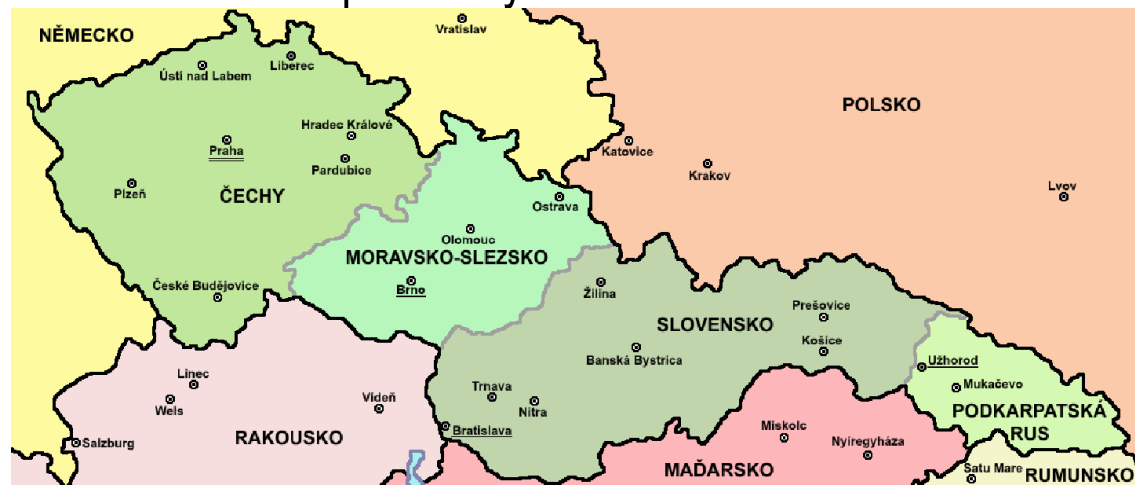 NĚMECKO
Vratislav
Ústí nad Labem
Liberec
POLSKO
Hradec Králové
Praha
Pardubice
Katovice
Krakov
Plzeň
ČECHY
Lvov
Ostrava
Olomouc
MORAVSKO-SLEZSKO
České Budějovice
Brno
Žilina
Prešovice
SLOVENSKO
Košice
Banská Bystrica
Užhorod
Linec
Mukačevo
Wels
Videň
Trnava
Nitra
PODKARPATSKÁ
RUS
Salzburg
RAKOUSKO
Bratislava
Miskolc
Nyíregyháza
MAĎARSKO
Satu Mare
RUMUNSKO